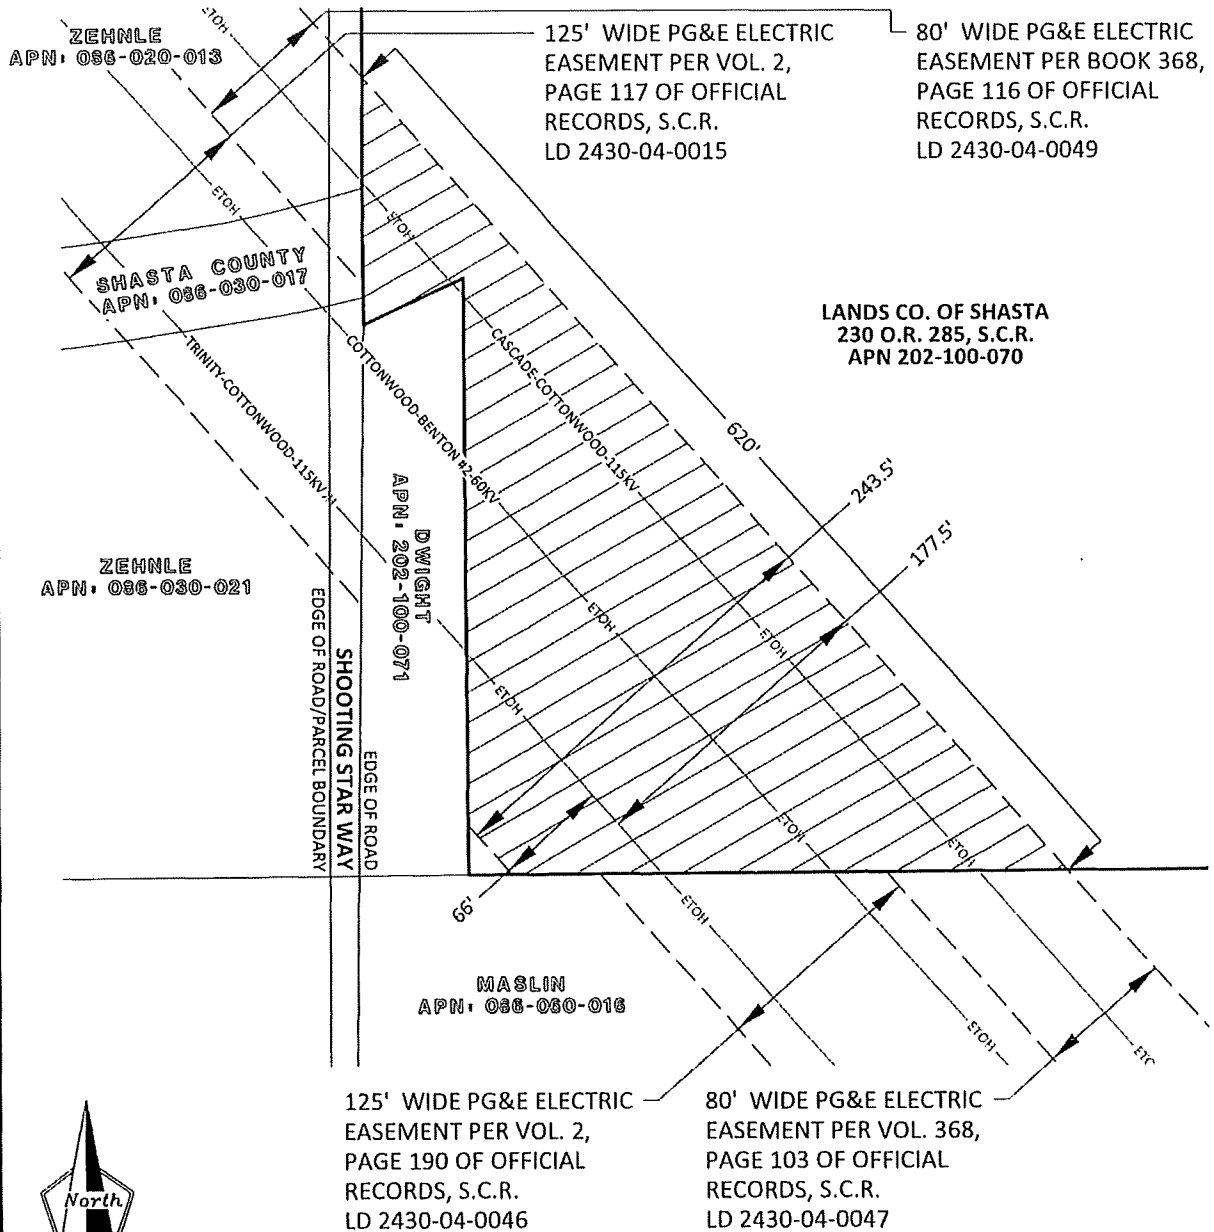 ZEHNLE
APN: 086-020-013
ETOH
125' WIDE PG&E ELECTRIC
EASEMENT PER VOL. 2,
PAGE 117 OF OFFICIAL
RECORDS, S.C.R.
LD 2430-04-0015
80' WIDE PG&E ELECTRIC
EASEMENT PER BOOK 368,
PAGE 116 OF OFFICIAL
RECORDS, S.C.R.
LD 2430-04-0049
ETOH
ETOH
SHASTA COUNTY
APN: 086-030-017
LANDS CO. OF SHASTA
230 O.R. 285, S.C.R.
APN 202-100-070
TRINITY-COTTONWOOD-115KV
COTTONWOOD-BENTON #2-60KV
CASCADE-COTTONWOOD-115KV
620'
243.5'
177.5'
DWIGHT
APN: 202-100-071
ZEHNLE
APN: 086-030-021
EDGE OF ROAD/PARCEL BOUNDARY
SHOOTING STAR WAY
EDGE OF ROAD
ETOH
ETOH
ETOH
ETOH
ETOH
66'
ETOH
MASLIN
APN: 086-060-016
ETOH
ETO
125' WIDE PG&E ELECTRIC
EASEMENT PER VOL. 2,
PAGE 190 OF OFFICIAL
RECORDS, S.C.R.
LD 2430-04-0046
80' WIDE PG&E ELECTRIC
EASEMENT PER VOL. 368,
PAGE 103 OF OFFICIAL
RECORDS, S.C.R.
LD 2430-04-0047
North